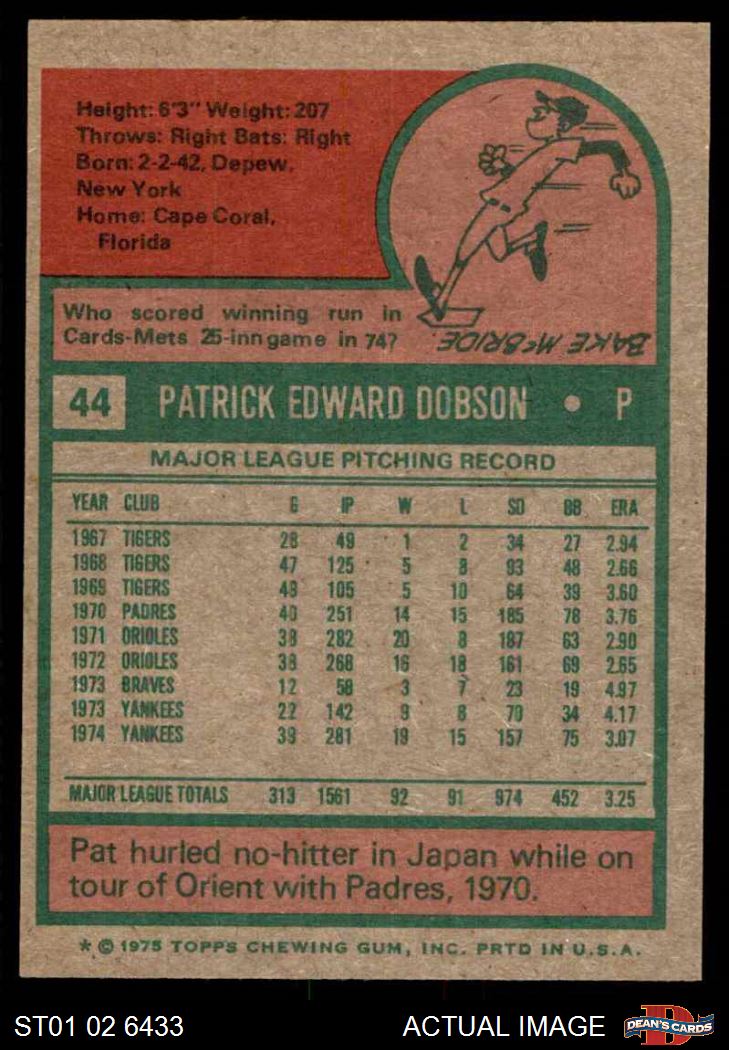 Height: 6'3" Weight: 207
Throws: Right Bats: Right
Born: 2-2-42, Depew,
New York
Home: Cape Coral,
Florida
Who scored winning run in
Cards-Mets 25-inn game in 74?
BAKE McBRIDE
44 PATRICK EDWARD DOBSON • P
MAJOR LEAGUE PITCHING RECORD
YEAR CLUB G IP W L SO BB ERA
1967 TIGERS 28 49 1 2 34 27 2.94
1968 TIGERS 47 125 5 8 93 48 2.66
1969 TIGERS 49 105 5 10 64 39 3.60
1970 PADRES 40 251 14 15 185 78 3.76
1971 ORIOLES 38 282 20 8 187 63 2.90
1972 ORIOLES 38 268 16 18 161 69 2.65
1973 BRAVES 12 58 3 7 23 19 4.97
1973 YANKEES 22 142 9 8 70 34 4.17
1974 YANKEES 39 281 19 15 157 75 3.07
MAJOR LEAGUE TOTALS 313 1561 92 91 974 452 3.25
Pat hurled no-hitter in Japan while on
tour of Orient with Padres, 1970.
* © 1975 TOPPS CHEWING GUM, INC. PRTD IN U.S.A.
ST01 02 6433 ACTUAL IMAGE D DEAN'S CARDS